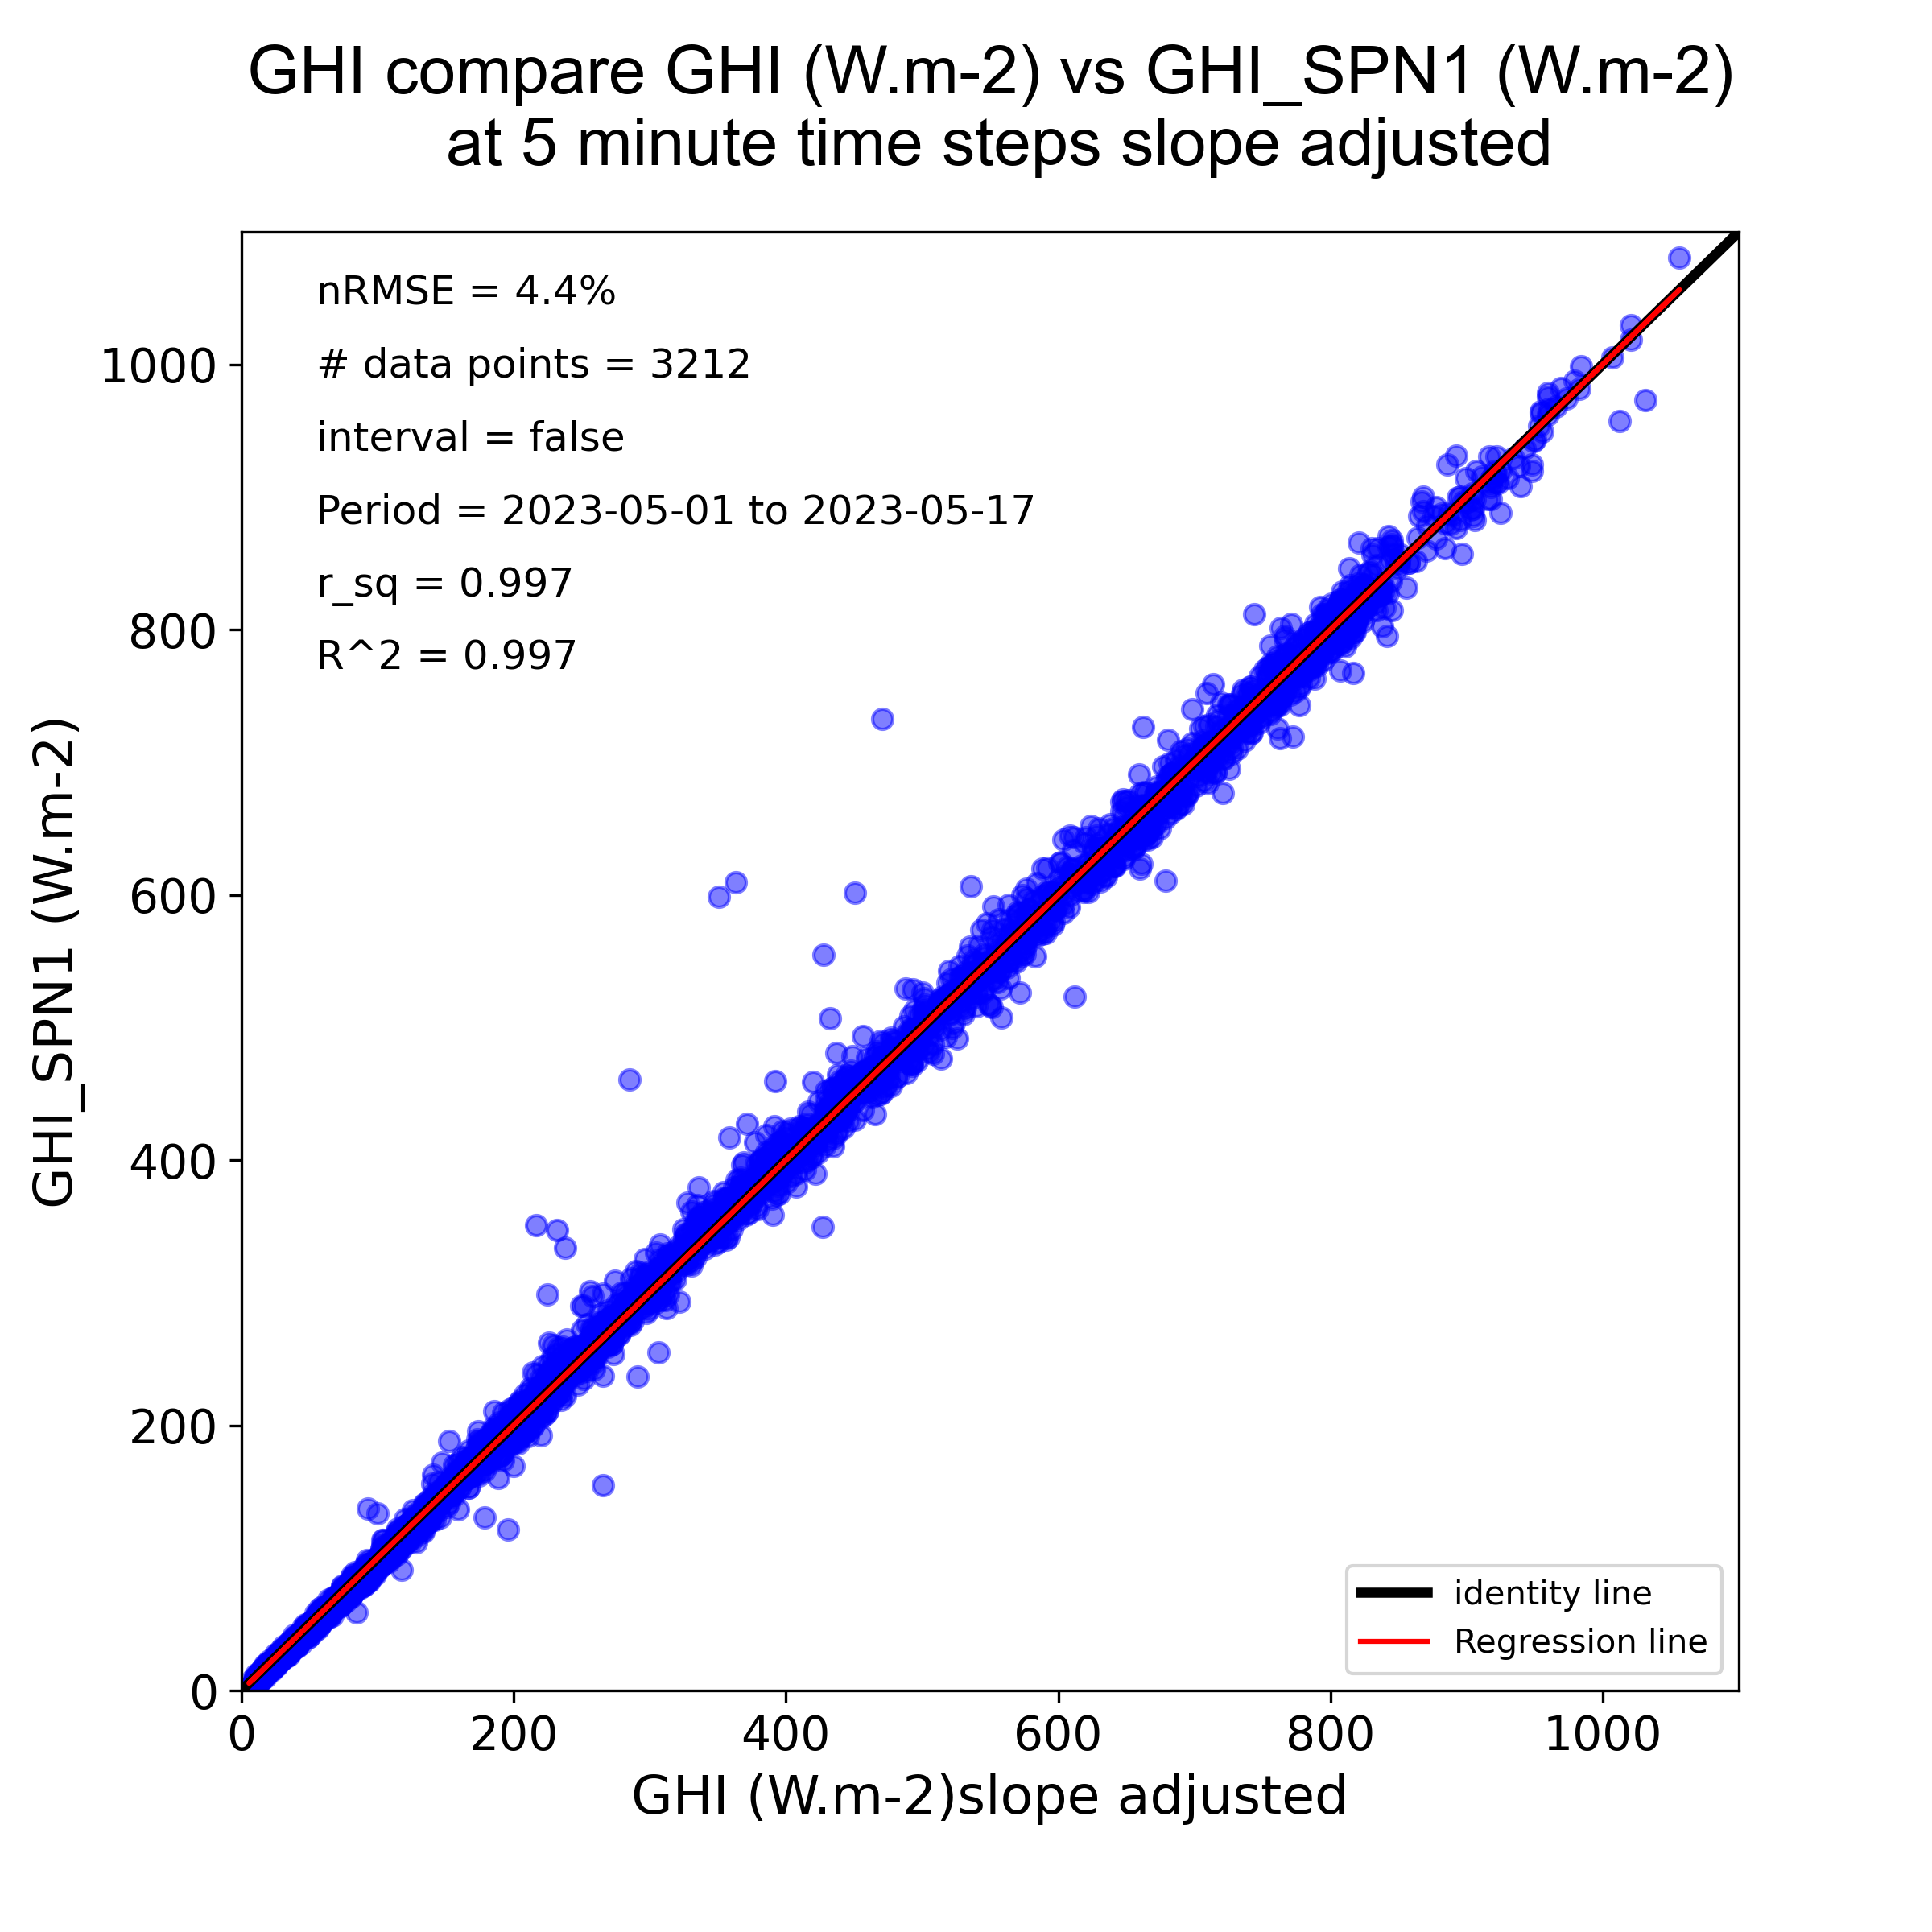 GHI compare GHI (W.m-2) vs GHI_SPN1 (W.m-2)
at 5 minute time steps slope adjusted
nRMSE = 4.4%
# data points = 3212
interval = false
Period = 2023-05-01 to 2023-05-17
r_sq = 0.997
R^2 = 0.997
GHI_SPN1 (W.m-2)
1000
800
600
400
200
0
identity line
Regression line
0 200 400 600 800 1000
GHI (W.m-2)slope adjusted